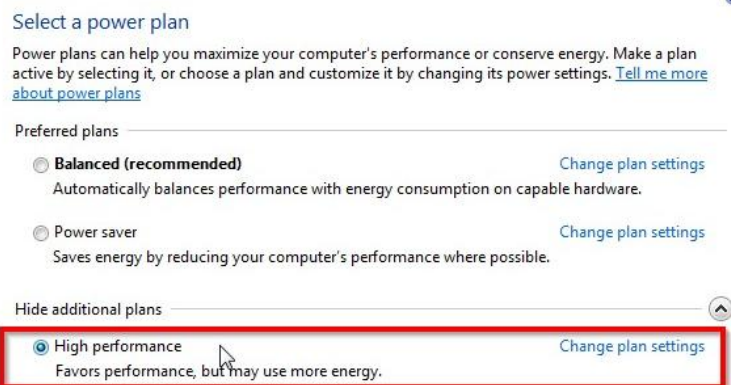 Select a power plan
Power plans can help you maximize your computer's performance or conserve energy. Make a plan
active by selecting it, or choose a plan and customize it by changing its power settings. Tell me more
about power plans
Preferred plans
Balanced (recommended) Change plan settings
Automatically balances performance with energy consumption on capable hardware.
Power saver Change plan settings
Saves energy by reducing your computer's performance where possible.
Hide additional plans
High performance Change plan settings
Favors performance, but may use more energy.